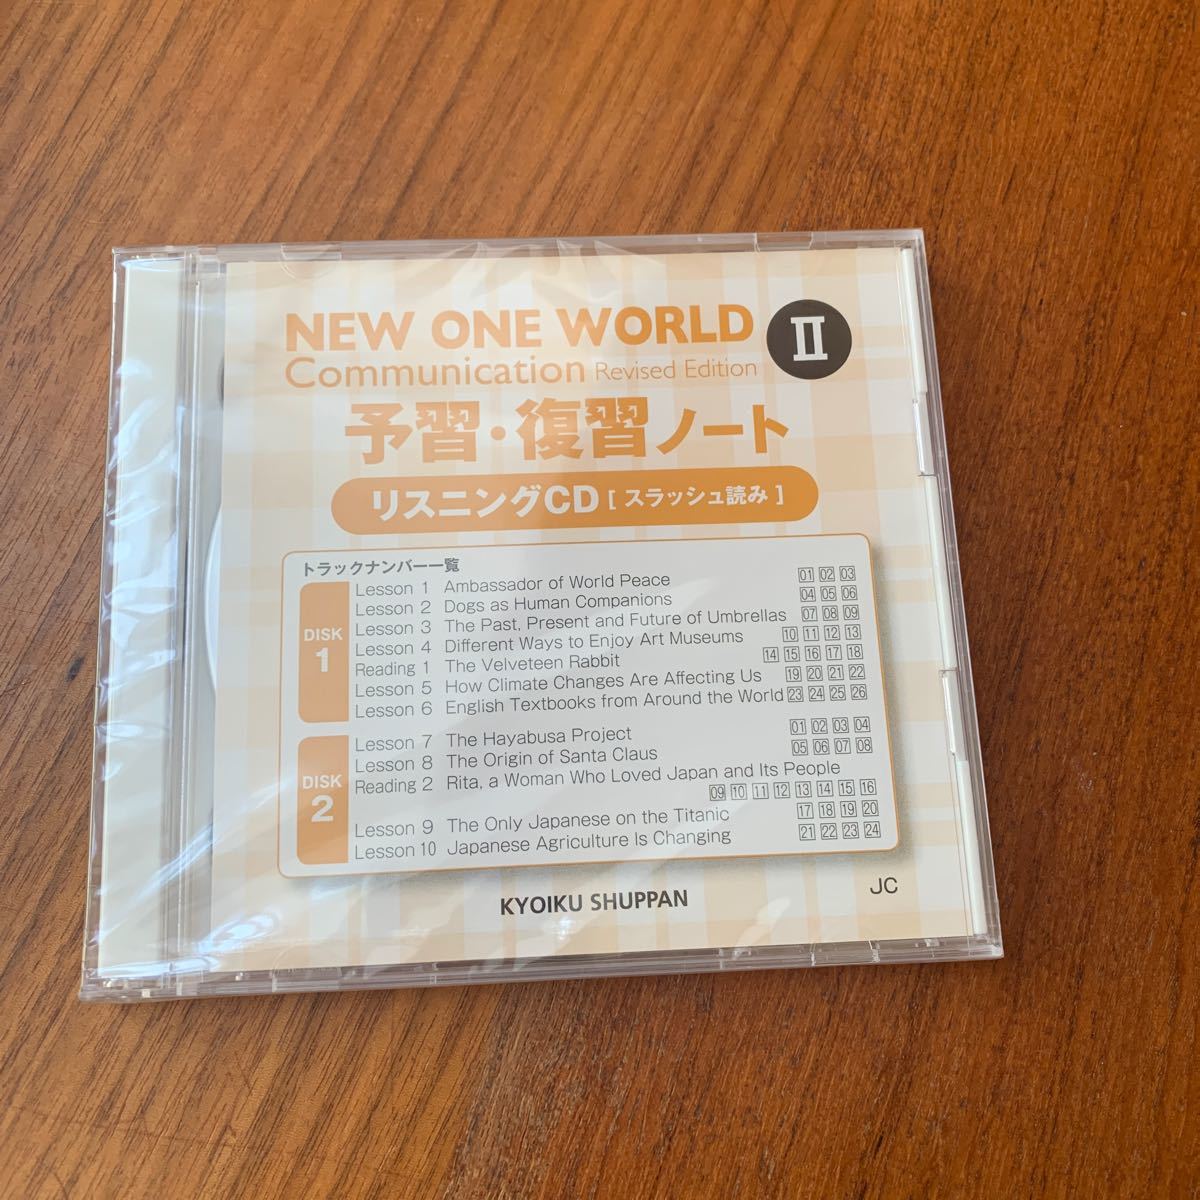 NEW ONE WORLD II
Communication Revised Edition
予習・復習ノート
リスニングCD [ スラッシュ読み ]
トラックナンバー一覧
DISK 1
Lesson 1 Ambassador of World Peace 01 02 03
Lesson 2 Dogs as Human Companions 04 05 06
Lesson 3 The Past, Present and Future of Umbrellas 07 08 09
Lesson 4 Different Ways to Enjoy Art Museums 10 11 12 13
Reading 1 The Velveteen Rabbit 14 15 16 17 18
Lesson 5 How Climate Changes Are Affecting Us 19 20 21 22
Lesson 6 English Textbooks from Around the World 23 24 25 26
DISK 2
Lesson 7 The Hayabusa Project 01 02 03 04
Lesson 8 The Origin of Santa Claus 05 06 07 08
Reading 2 Rita, a Woman Who Loved Japan and Its People
09 10 11 12 13 14 15 16
Lesson 9 The Only Japanese on the Titanic 17 18 19 20
Lesson 10 Japanese Agriculture Is Changing 21 22 23 24
KYOIKU SHUPPAN
JC